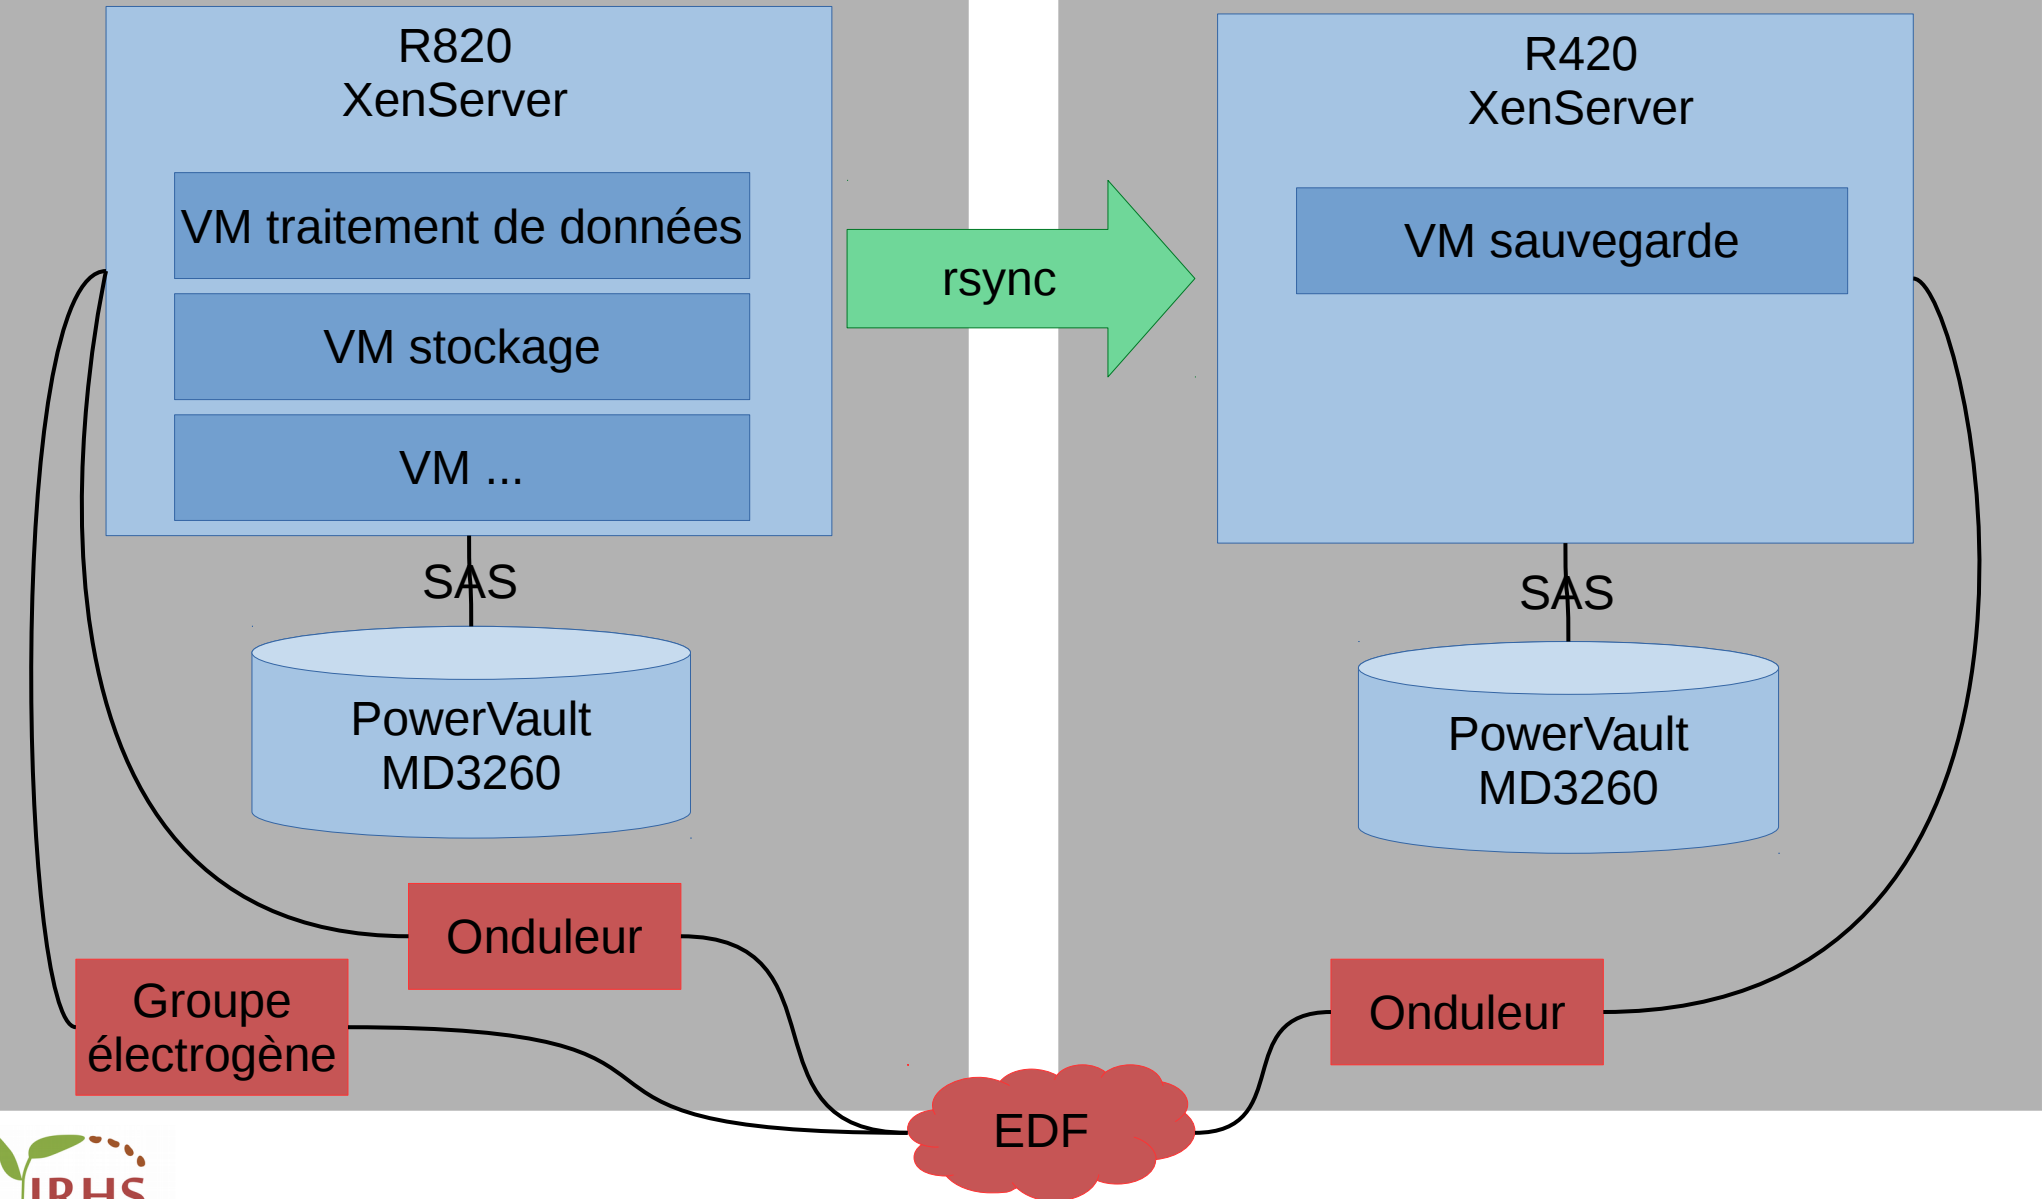 R820
XenServer
VM traitement de données
VM stockage
VM ...
SAS
PowerVault
MD3260
Onduleur
Groupe
électrogène
rsync
R420
XenServer
VM sauvegarde
SAS
PowerVault
MD3260
Onduleur
EDF
IRHS